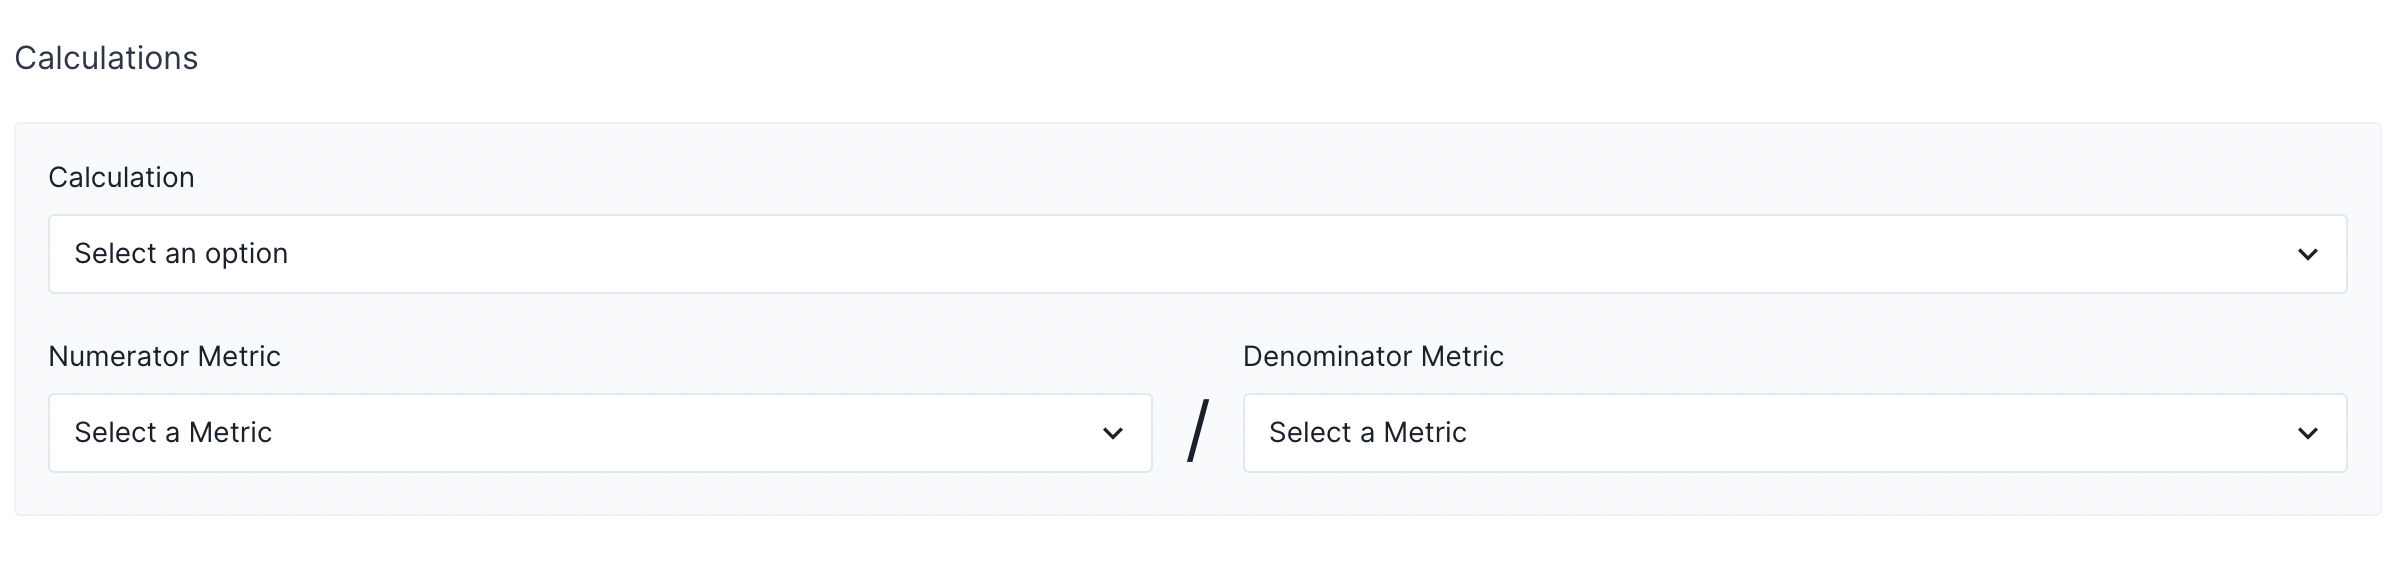 Calculations
Calculation
Select an option
Numerator Metric
Denominator Metric
Select a Metric / Select a Metric